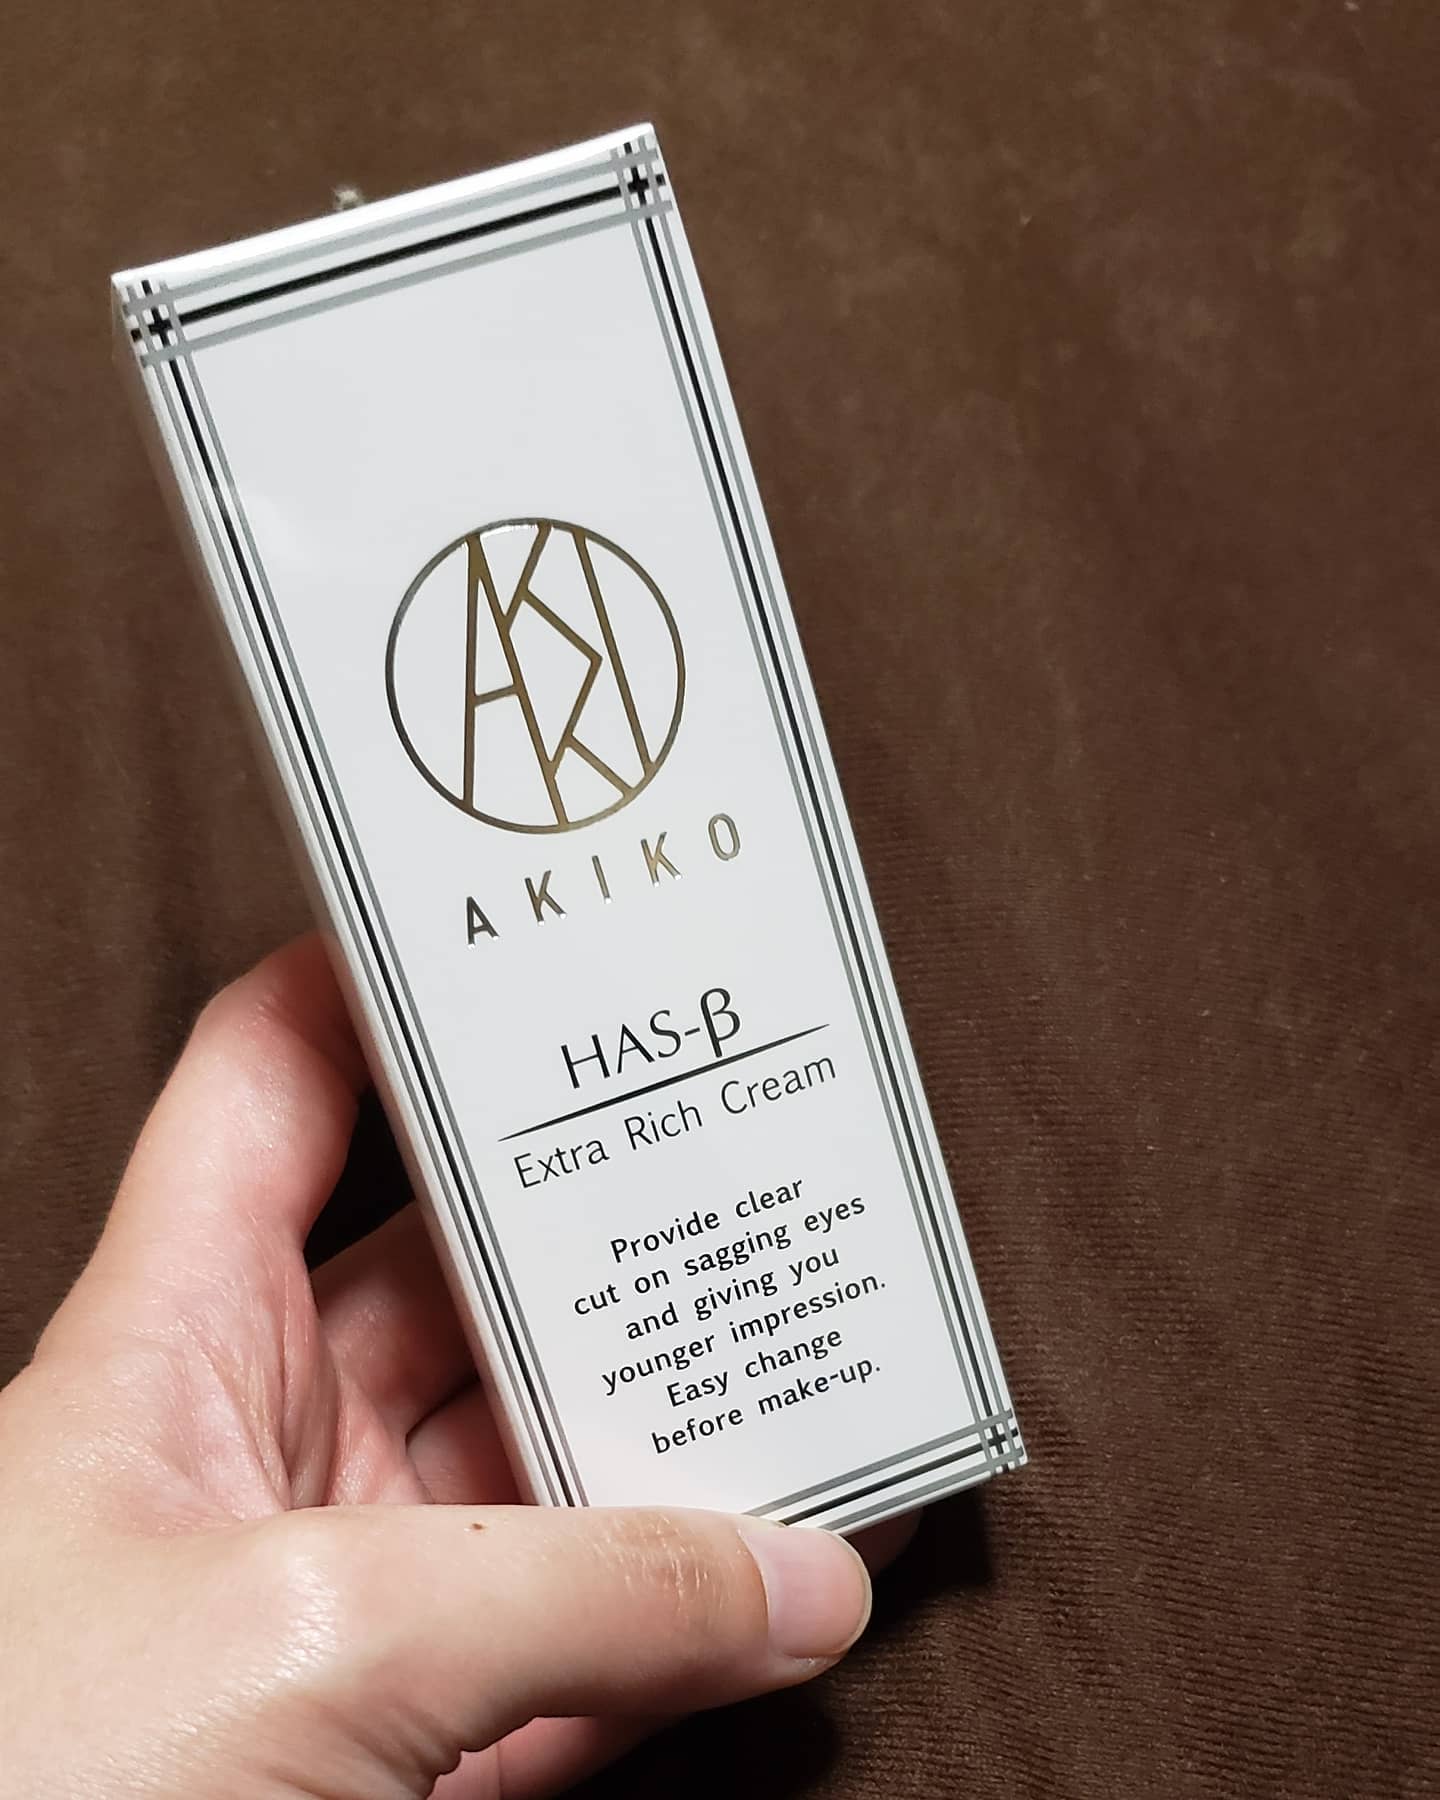 AKIKO
AKIKO
HAS-β
Extra Rich Cream
Provide clear
cut on sagging eyes
and giving you
younger impression.
Easy change
before make-up.